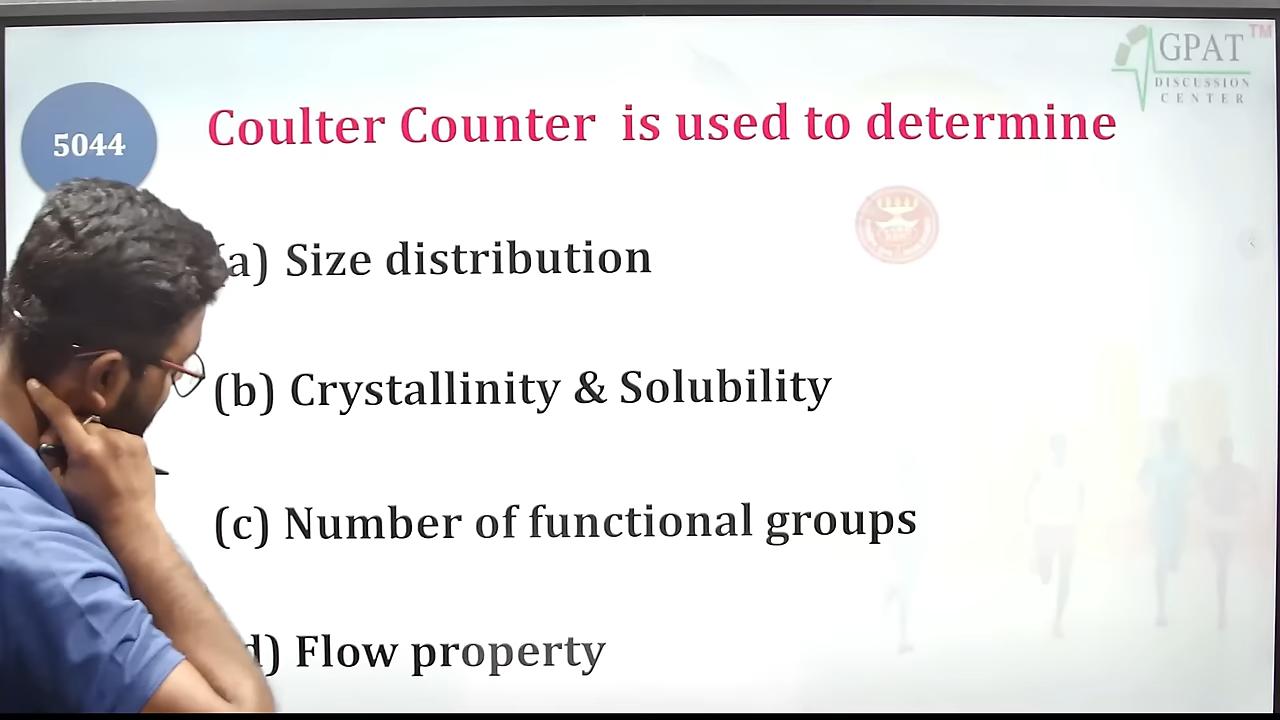 GPAT TM
DISCUSSION
CENTER
5044
Coulter Counter is used to determine
(a) Size distribution
(b) Crystallinity & Solubility
(c) Number of functional groups
d) Flow property